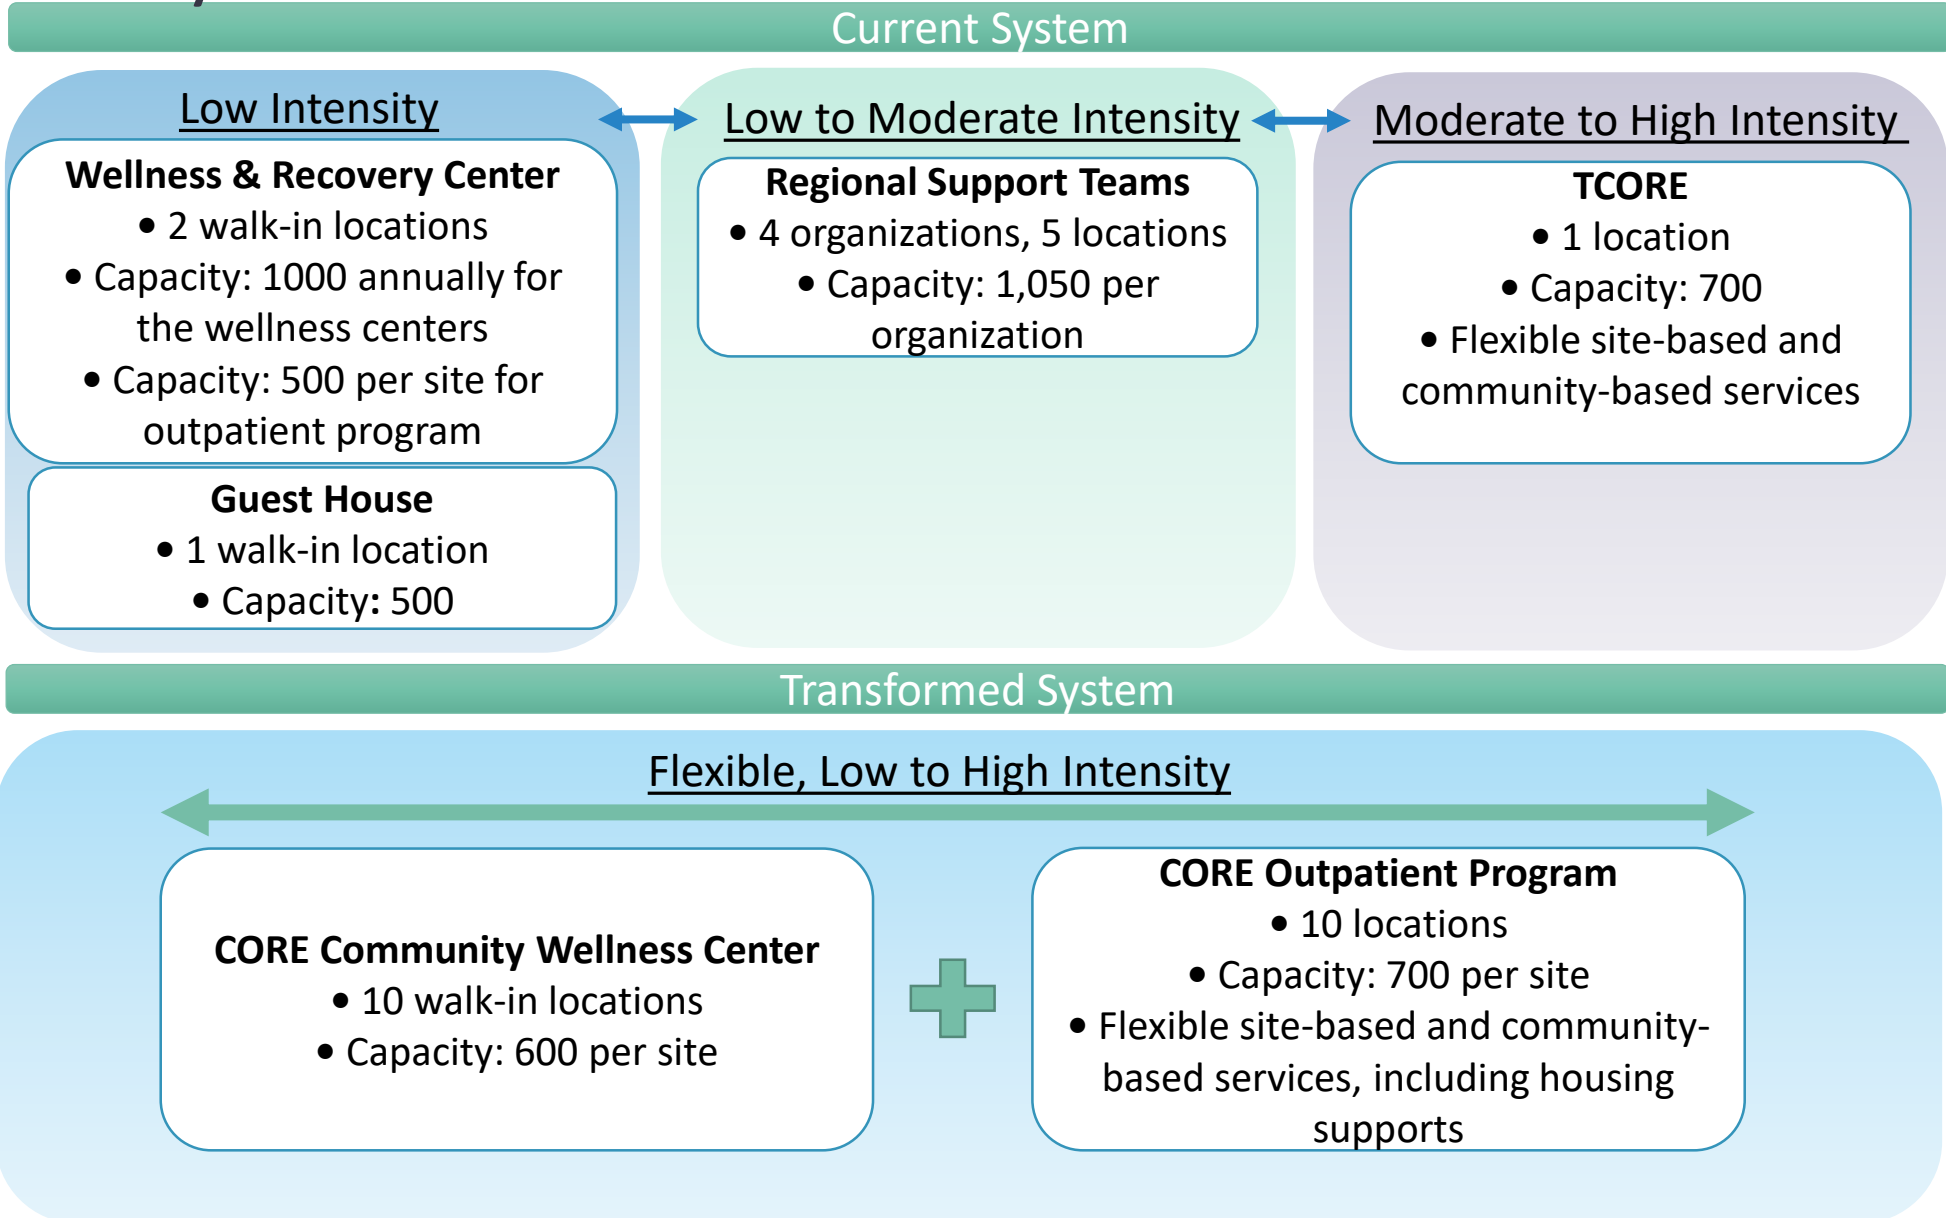 Current System
Low Intensity
Wellness & Recovery Center
• 2 walk-in locations
• Capacity: 1000 annually for
the wellness centers
• Capacity: 500 per site for
outpatient program
Guest House
• 1 walk-in location
• Capacity: 500
Low to Moderate Intensity
Regional Support Teams
• 4 organizations, 5 locations
• Capacity: 1,050 per
organization
Moderate to High Intensity
TCORE
• 1 location
• Capacity: 700
• Flexible site-based and
community-based services
Transformed System
Flexible, Low to High Intensity
CORE Community Wellness Center
• 10 walk-in locations
• Capacity: 600 per site
CORE Outpatient Program
• 10 locations
• Capacity: 700 per site
• Flexible site-based and community-
based services, including housing
supports